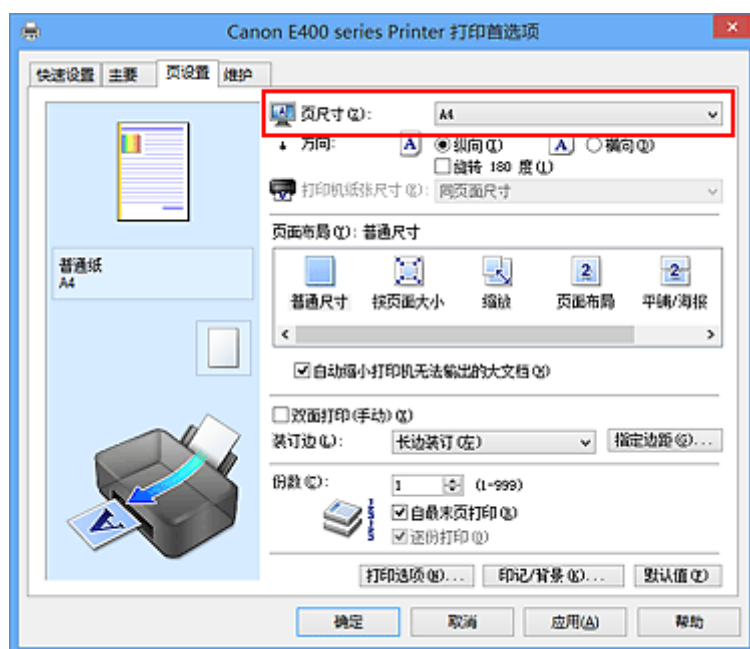 Canon E400 series Printer 打印首选项
快速设置 主要 页设置 维护
页尺寸(Z): A4
方向: A 纵向(T) A 横向(D)
旋转 180 度(L)
打印机纸张尺寸(R): 同页面尺寸
页面布局(Y): 普通尺寸
普通纸
A4
2 2
普通尺寸 按页面大小 缩放 页面布局 平铺/海报
自动缩小打印机无法输出的大文档(X)
双面打印(手动)(X)
装订边(L): 长边装订(左) 指定边距(G)...
份数(C): 1 (1-999)
自最末页打印(R)
逐份打印(O)
打印选项(N)... 印记/背景(K)... 默认值(T)
确定 取消 应用(A) 帮助